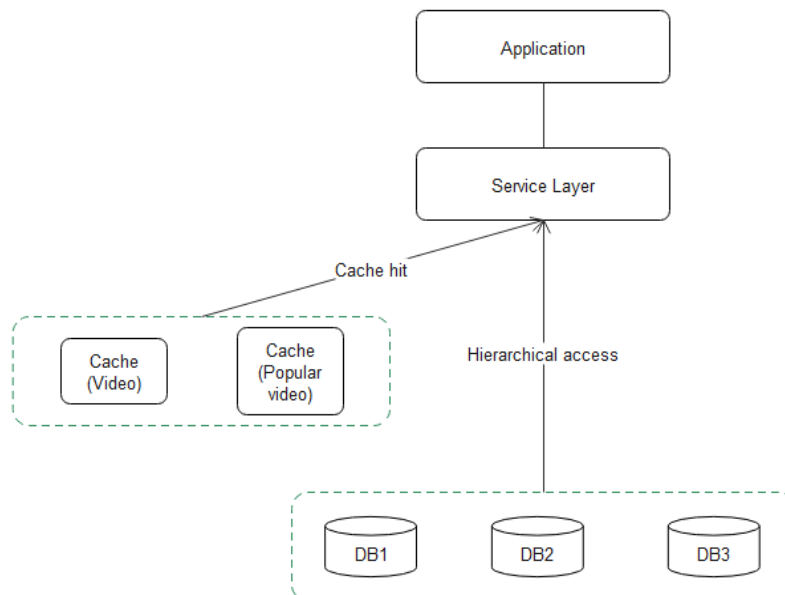 Application
Service Layer
Cache hit
Cache
(Video)
Cache
(Popular
video)
Hierarchical access
DB1
DB2
DB3